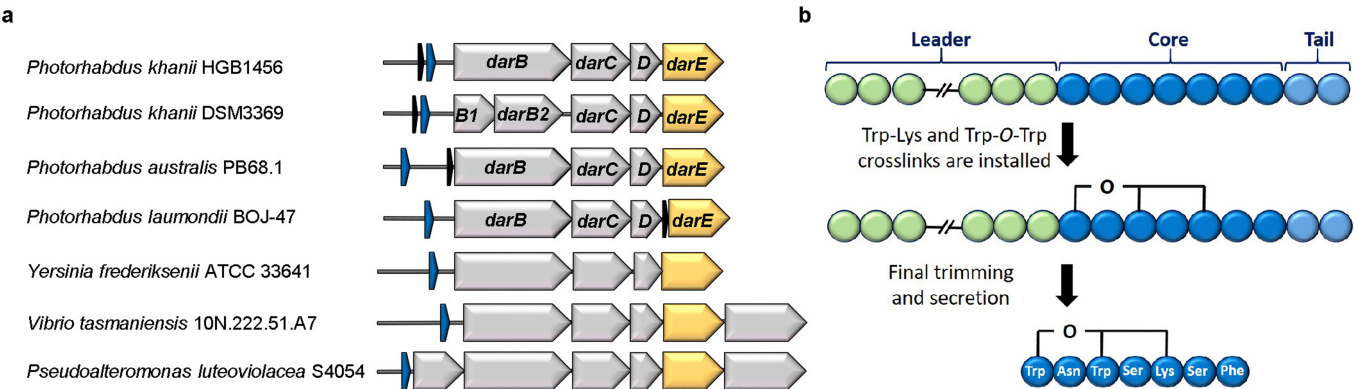 a
Photorhabdus khanii HGB1456
darB darC D darE
Photorhabdus khanii DSM3369
B1 darB2 darC D darE
Photorhabdus australis PB68.1
darB darC D darE
Photorhabdus laumondii BOJ-47
darB darC D darE
Yersinia frederiksenii ATCC 33641
Vibrio tasmaniensis 10N.222.51.A7
Pseudoalteromonas luteoviolacea S4054
b
Leader Core Tail
Trp-Lys and Trp-O-Trp
crosslinks are installed
O
Final trimming
and secretion
O
Trp Asn Trp Ser Lys Ser Phe